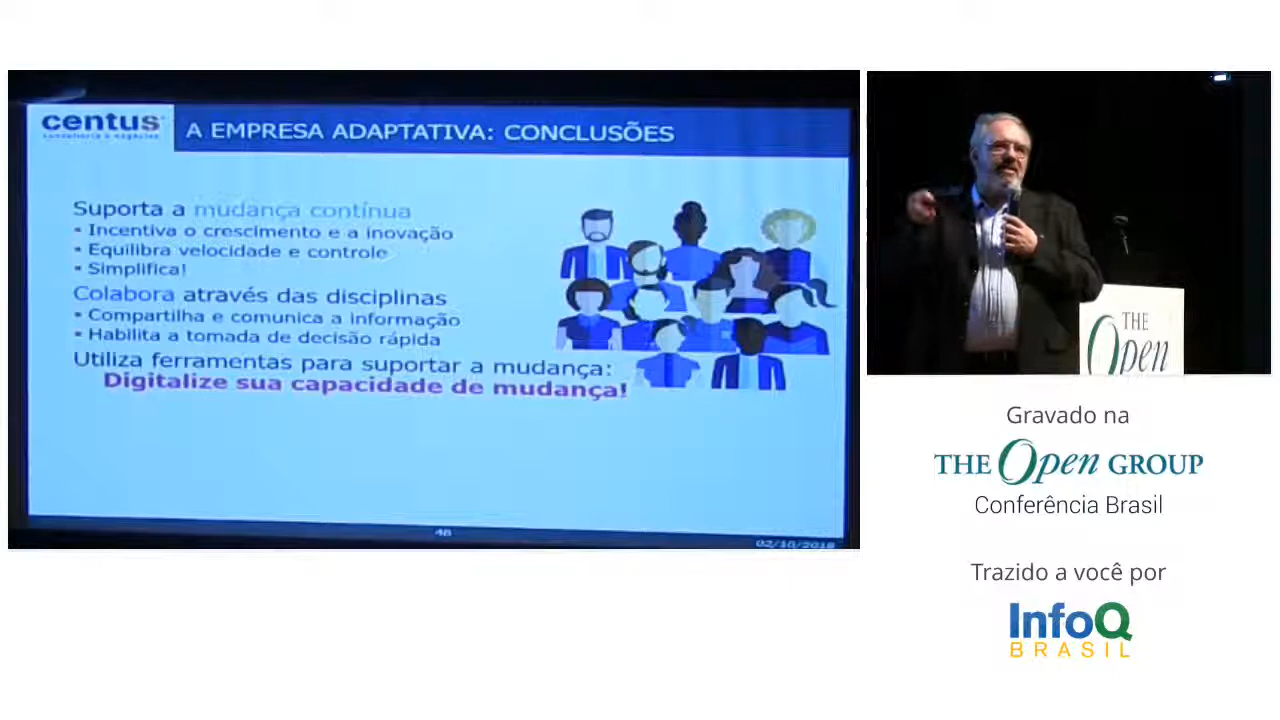 centus
consultoria e negócios
A EMPRESA ADAPTATIVA: CONCLUSÕES
Suporta a mudança contínua
▪ Incentiva o crescimento e a inovação
▪ Equilibra velocidade e controle
▪ Simplifica!
Colabora através das disciplinas
▪ Compartilha e comunica a informação
▪ Habilita a tomada de decisão rápida
Utiliza ferramentas para suportar a mudança:
Digitalize sua capacidade de mudança!
48
02/10/2018
THE
Open
Gravado na
THE Open GROUP
Conferência Brasil
Trazido a você por
InfoQ
BRASIL